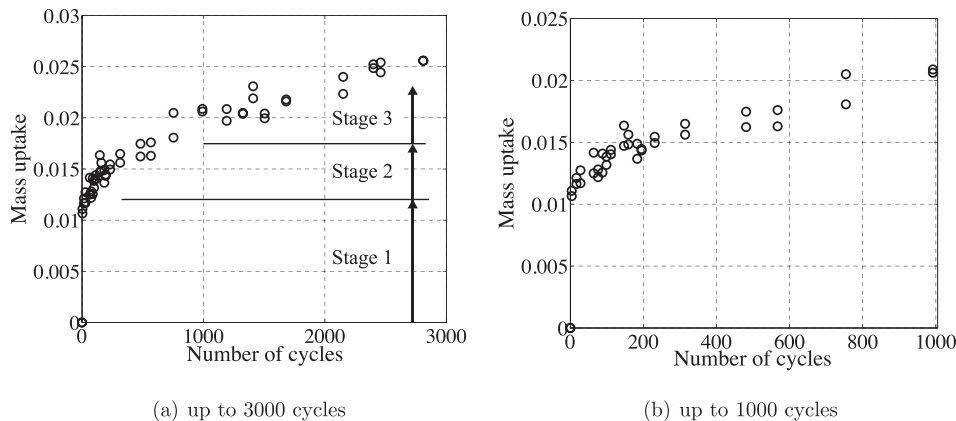 0.03
0.025
0.02
0.015
0.01
0.005
0
Mass uptake
Stage 3
Stage 2
Stage 1
0 1000 2000 3000
Number of cycles
(a) up to 3000 cycles
0.025
0.02
0.015
0.01
0.005
0
Mass uptake
0 200 400 600 800 1000
Number of cycles
(b) up to 1000 cycles